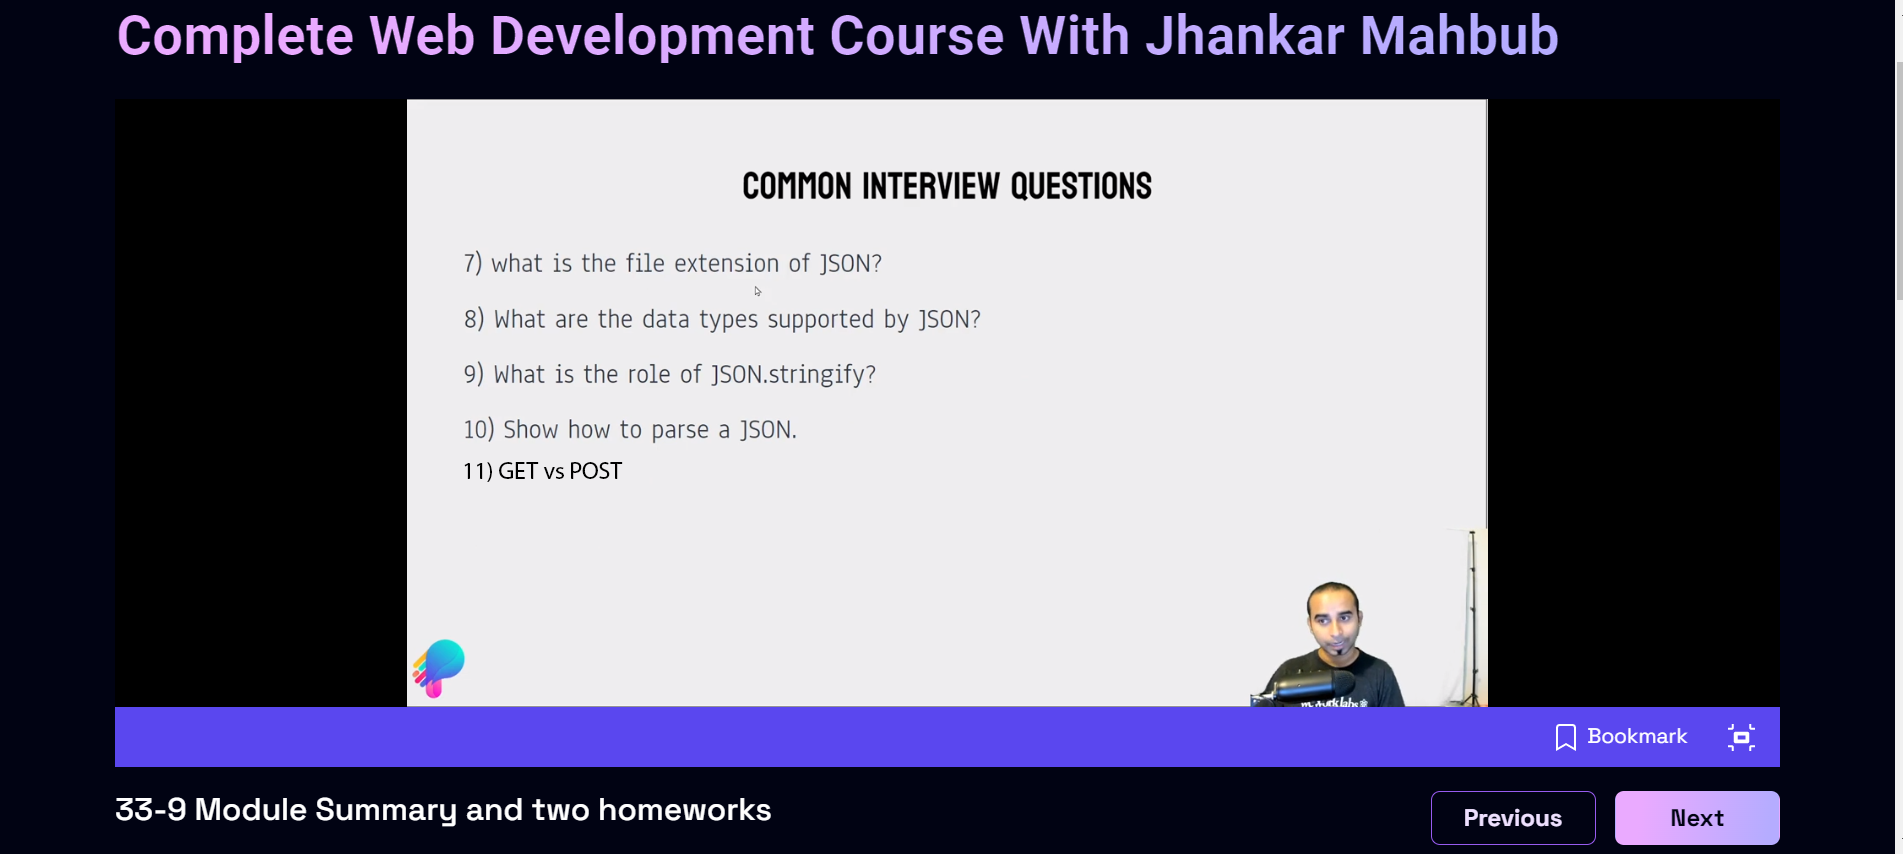 Complete Web Development Course With Jhankar Mahbub
COMMON INTERVIEW QUESTIONS
7) what is the file extension of JSON?
8) What are the data types supported by JSON?
9) What is the role of JSON.stringify?
10) Show how to parse a JSON.
11) GET vs POST
Bookmark
33-9 Module Summary and two homeworks
Previous
Next